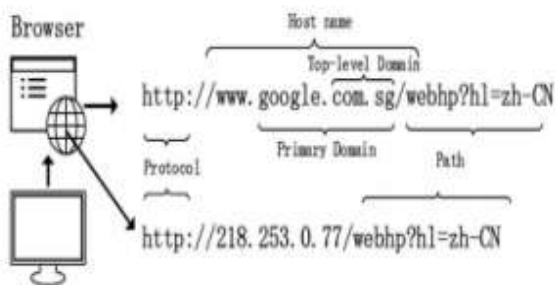 Browser
Host name
Top-level Domain
http://www.google.com.sg/webhp?hl=zh-CN
Primary Domain
Path
Protocol
http://218.253.0.77/webhp?hl=zh-CN